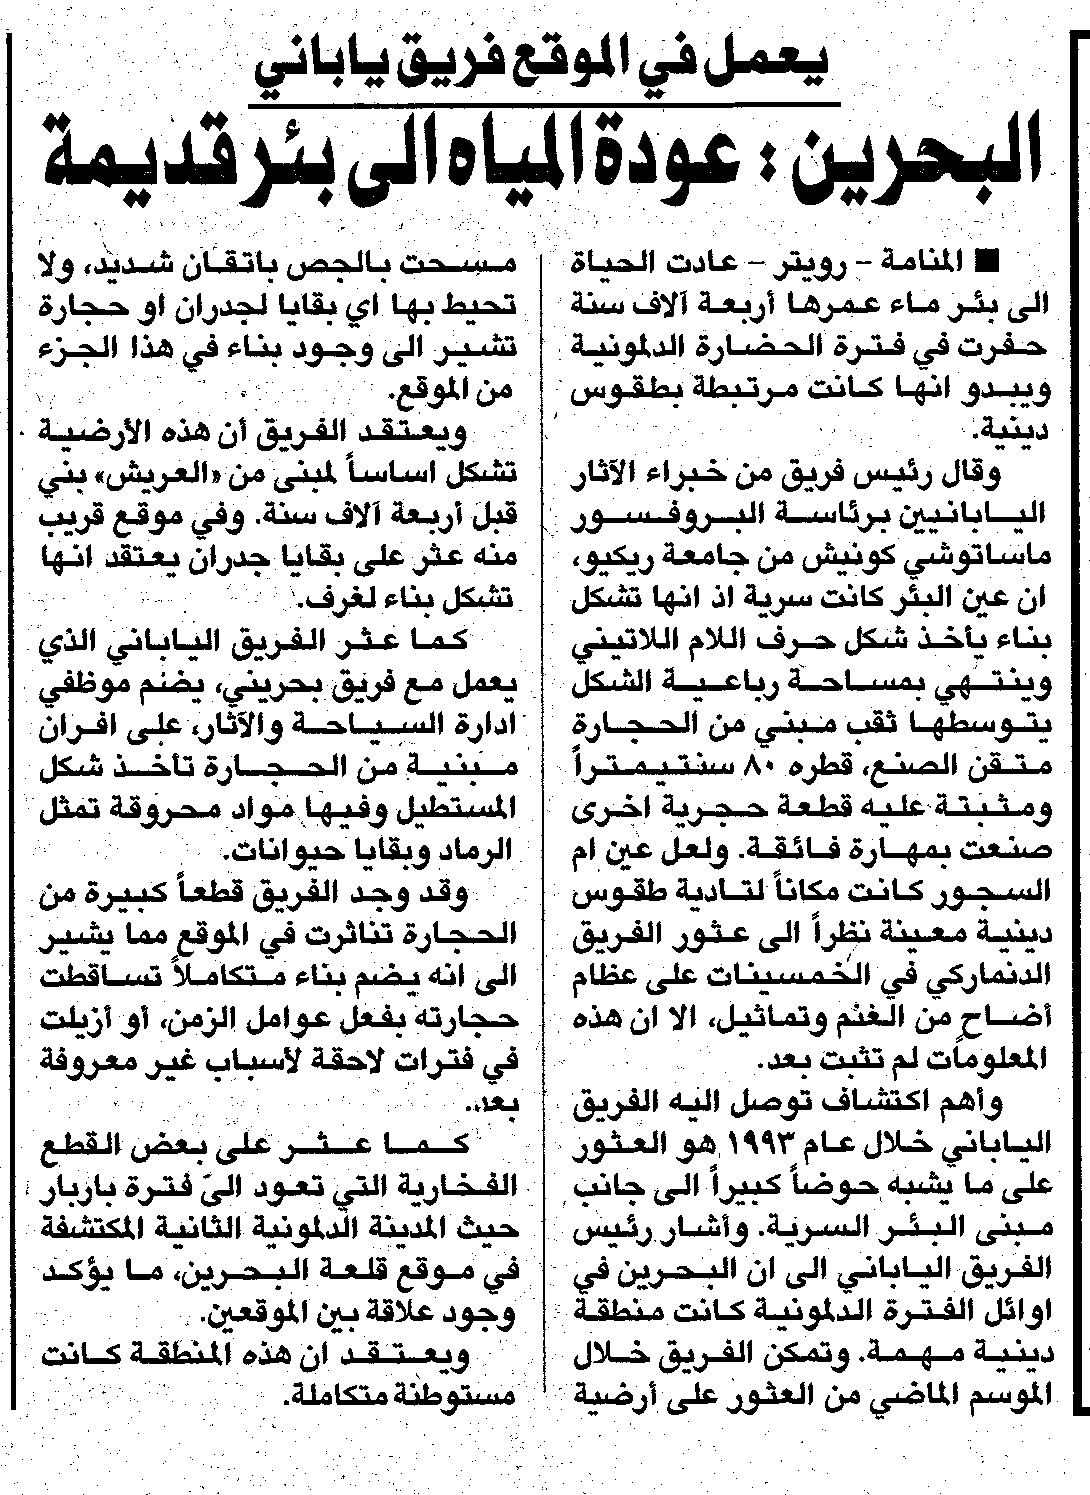 يعمل في الموقع فريق ياباني
البحرين : عودة المياه الى بئر قديمة
■ المنامة - رويتر - عادت الحياة
الى بئر ماء عمرها أربعة آلاف سنة
حفرت في فترة الحضارة الدلمونية
ويبدو انها كانت مرتبطة بطقوس
دينية.
وقال رئيس فريق من خبراء الآثار
اليابانيين برئاسة البروفسور
ماساتوشي كونيش من جامعة ريكيو،
ان عين البئر كانت سرية اذ انها تشكل
بناء يأخذ شكل حرف اللام اللاتيني
وينتهي بمساحة رباعية الشكل
يتوسطها ثقب مبني من الحجارة
متقن الصنع، قطره ٨٠ سنتيمتراً
ومثبتة عليه قطعة حجرية اخرى
صنعت بمهارة فائقة. ولعل عين ام
السجور كانت مكاناً لتادية طقوس
دينية معينة نظراً الى عثور الفريق
الدنماركي في الخمسينات على عظام
أضاح من الغنم وتماثيل، الا ان هذه
المعلومات لم تثبت بعد.
وأهم اكتشاف توصل اليه الفريق
الياباني خلال عام ١٩٩٣ هو العثور
على ما يشبه حوضاً كبيراً الى جانب
مبنى البئر السرية. وأشار رئيس
الفريق الياباني الى ان البحرين في
اوائل الفترة الدلمونية كانت منطقة
دينية مهمة. وتمكن الفريق خلال
الموسم الماضي من العثور على أرضية
مسحت بالجص باتقان شديد، ولا
تحيط بها اي بقايا لجدران او حجارة
تشير الى وجود بناء في هذا الجزء
من الموقع.
ويعتقد الفريق أن هذه الأرضية
تشكل اساساً لمبنى من «العريش» بني
قبل أربعة آلاف سنة. وفي موقع قريب
منه عثر على بقايا جدران يعتقد انها
تشكل بناء لغرف.
كما عثر الفريق الياباني الذي
يعمل مع فريق بحريني، يضم موظفي
ادارة السياحة والآثار، على افران
مبنية من الحجارة تأخذ شكل
المستطيل وفيها مواد محروقة تمثل
الرماد وبقايا حيوانات.
وقد وجد الفريق قطعاً كبيرة من
الحجارة تناثرت في الموقع مما يشير
الى انه يضم بناء متكاملاً تساقطت
حجارته بفعل عوامل الزمن، أو أزيلت
في فترات لاحقة لأسباب غير معروفة
بعد.
كما عثر على بعض القطع
الفخارية التي تعود الى فترة باربار
حيث المدينة الدلمونية الثانية المكتشفة
في موقع قلعة البحرين، ما يؤكد
وجود علاقة بين الموقعين.
ويعتقد ان هذه المنطقة كانت
مستوطنة متكاملة.